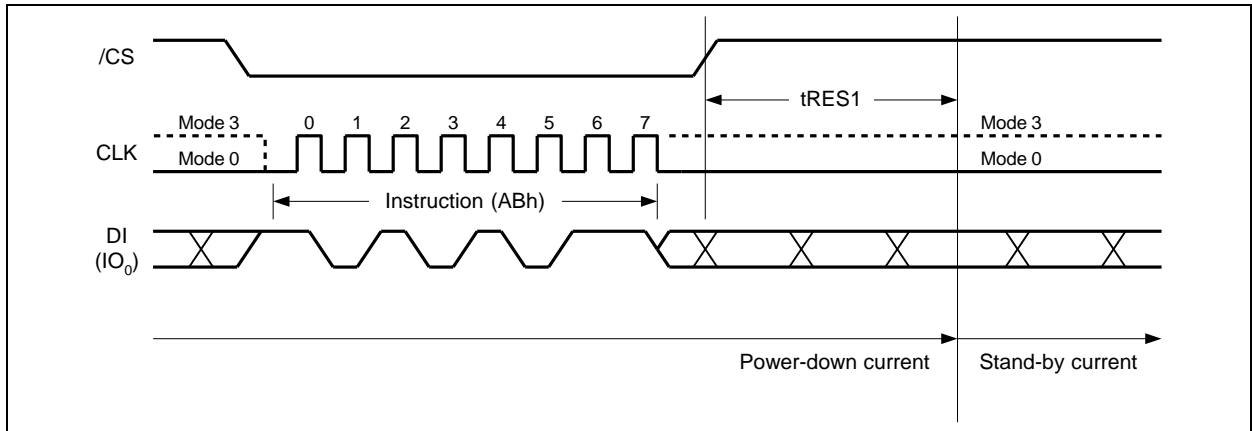 /CS
tRES1
Mode 3 0 1 2 3 4 5 6 7 Mode 3
CLK
Mode 0 Mode 0
Instruction (ABh)
DI
(IO₀)
Power-down current Stand-by current